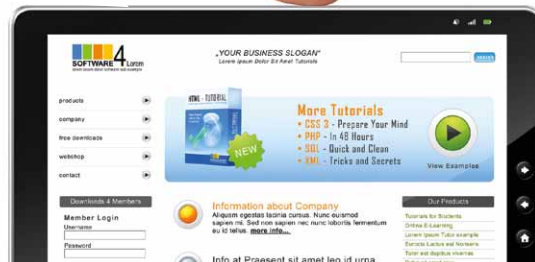 SOFTWARE 4 Lorem
„YOUR BUSINESS SLOGAN“
Lorem Ipsum Dolor Sit Amet Tutorials
products
company
free downloads
webshop
contact
HTML - TUTORIAL
NEW
More Tutorials
• CSS 3 - Prepare Your Mind
• PHP - In 48 Hours
• SQL - Quick and Clean
• XML - Tricks and Secrets
View Examples
Downloads 4 Members
Member Login
Username
Password
Information about Company
Aliquam egestas lacinia cursus. Nunc euismod
sapien mi. Sed non sapien nec nunc lobortis fermentum
eu id tellus. more info....
Info at Praesent sit amet leo id urna
Our Products
Tutorials for Students
Online E-Learning
Lorem Ipsum Tutor example